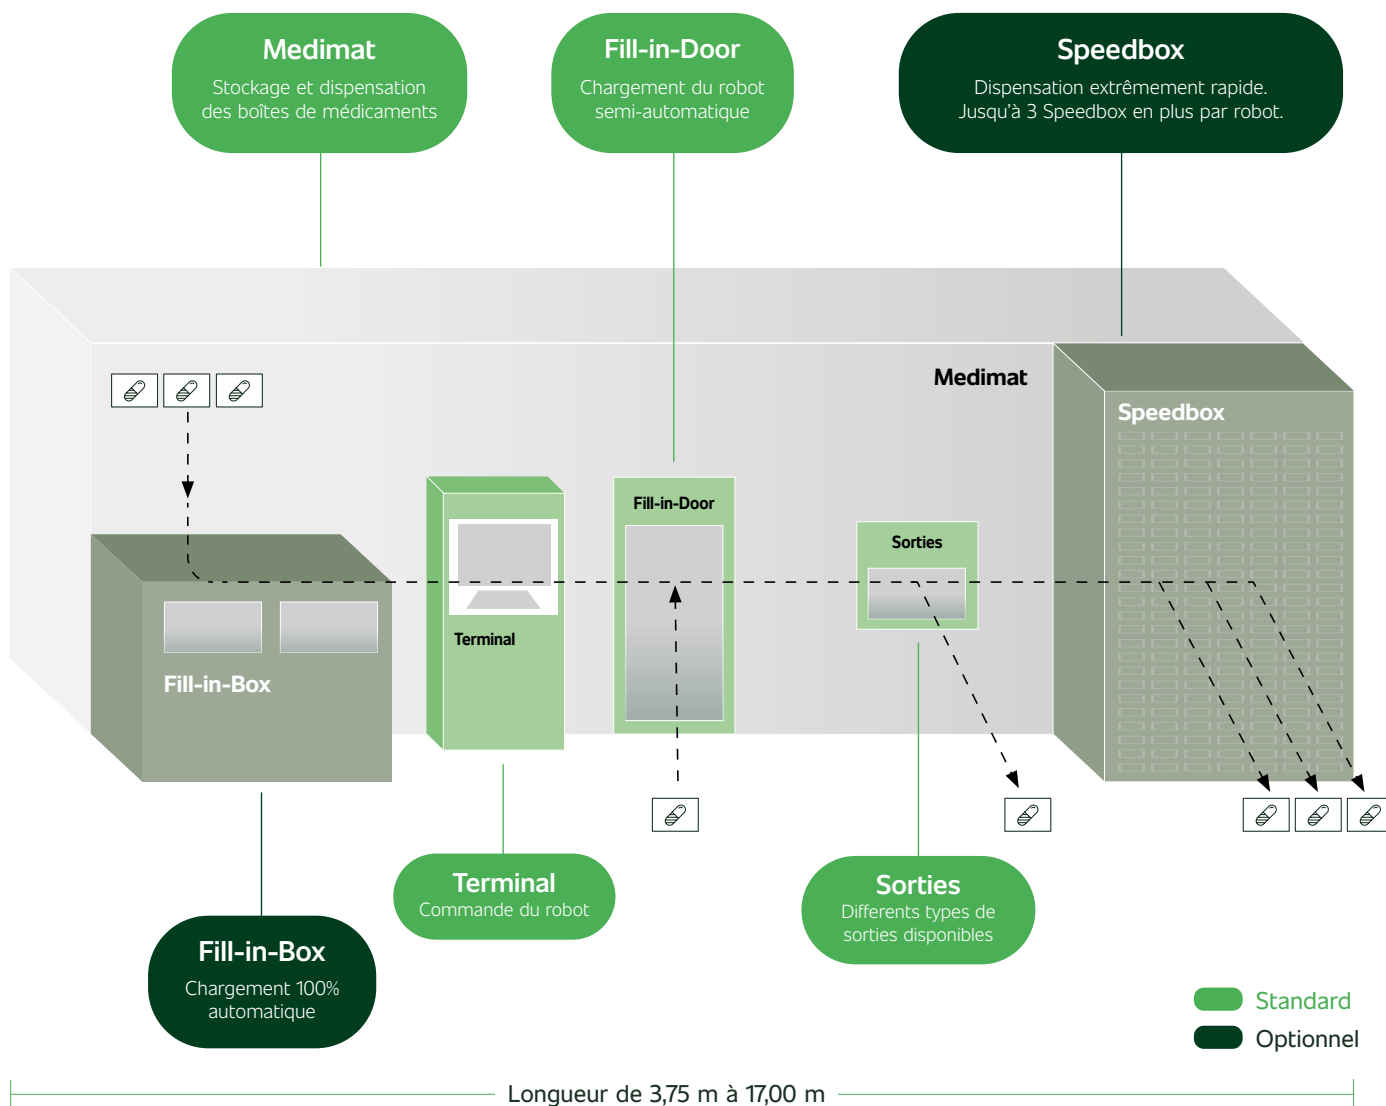 Medimat
Stockage et dispensation
des boîtes de médicaments
Fill-in-Door
Chargement du robot
semi-automatique
Speedbox
Dispensation extrêmement rapide.
Jusqu'à 3 Speedbox en plus par robot.
Medimat
Speedbox
Fill-in-Door
Sorties
Terminal
Fill-in-Box
Terminal
Commande du robot
Sorties
Differents types de
sorties disponibles
Fill-in-Box
Chargement 100%
automatique
Standard
Optionnel
Longueur de 3,75 m à 17,00 m